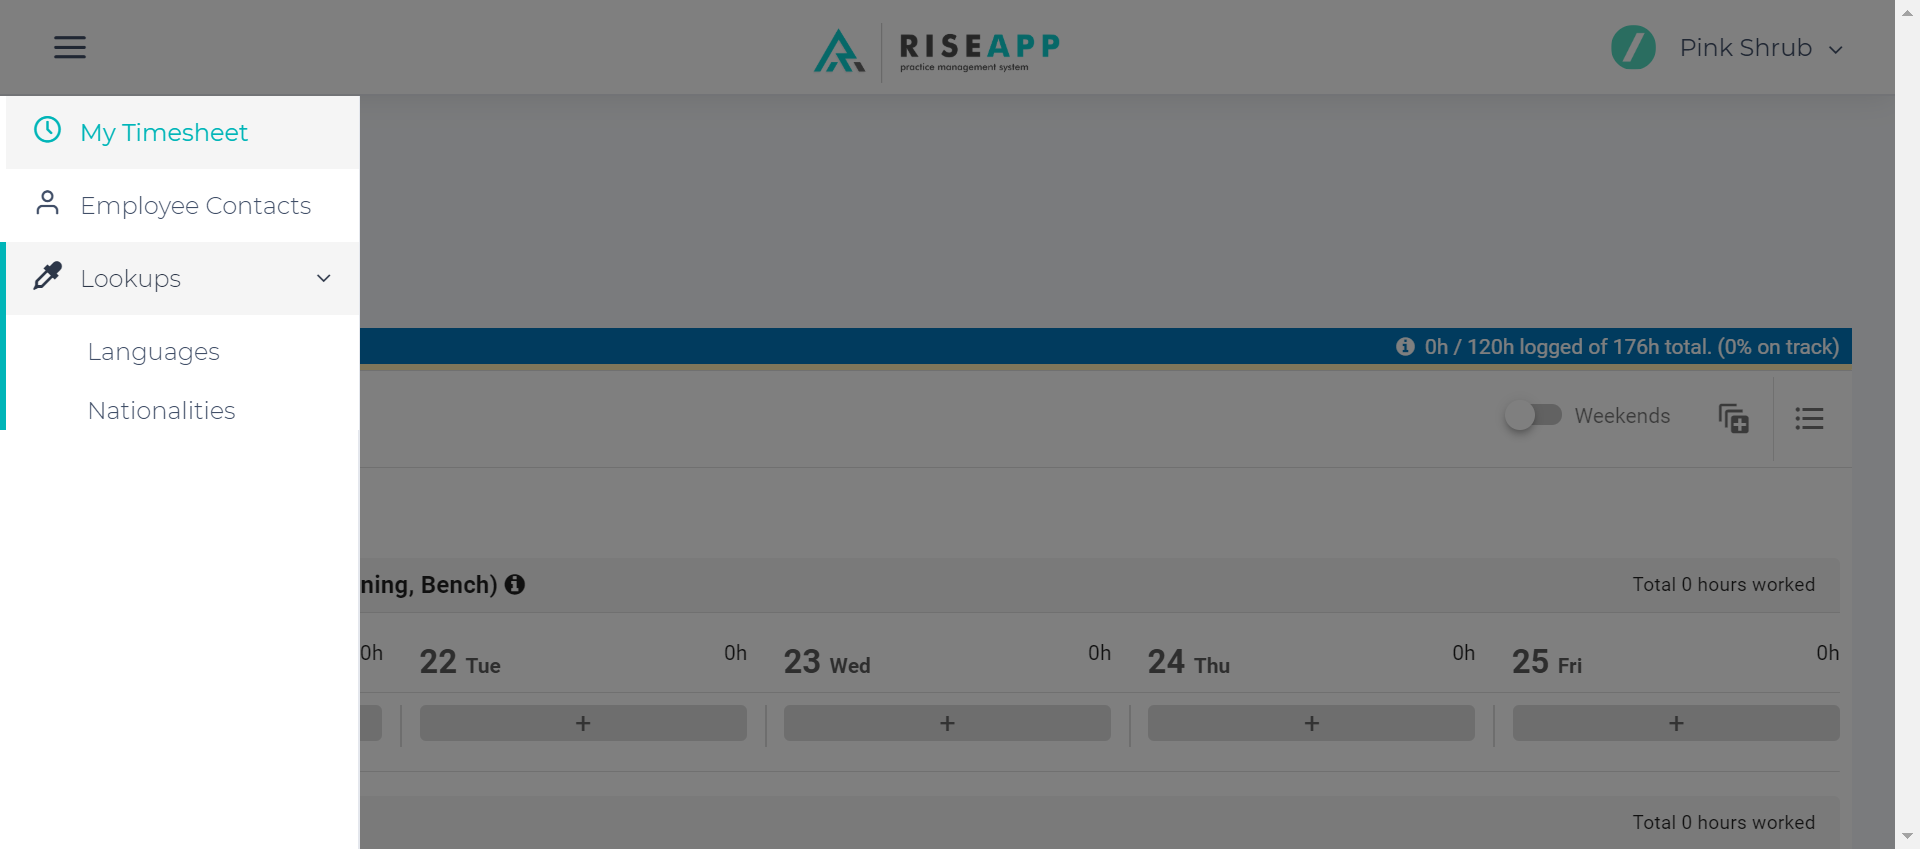 RISEAPP
practice management system
Pink Shrub
My Timesheet
Employee Contacts
Lookups
Languages
Nationalities
0h / 120h logged of 176h total. (0% on track)
Weekends
ning, Bench)
Total 0 hours worked
0h
22 Tue 0h
23 Wed 0h
24 Thu 0h
25 Fri 0h
+ + + +
Total 0 hours worked